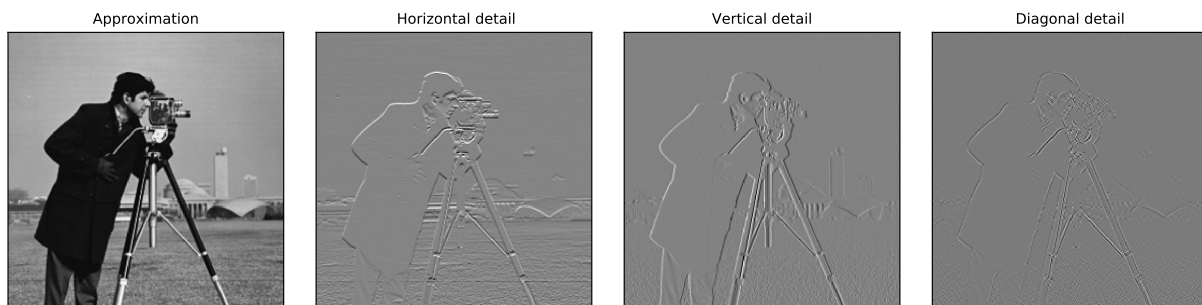 Approximation
Horizontal detail
Vertical detail
Diagonal detail